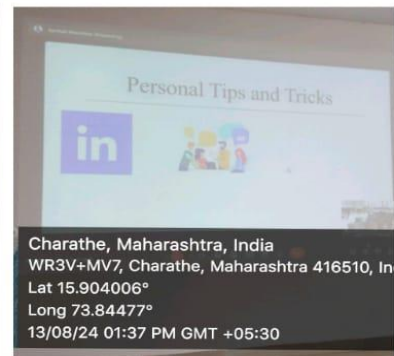 Personal Tips and Tricks
in
Charathe, Maharashtra, India
WR3V+MV7, Charathe, Maharashtra 416510, In
Lat 15.904006°
Long 73.84477°
13/08/24 01:37 PM GMT +05:30